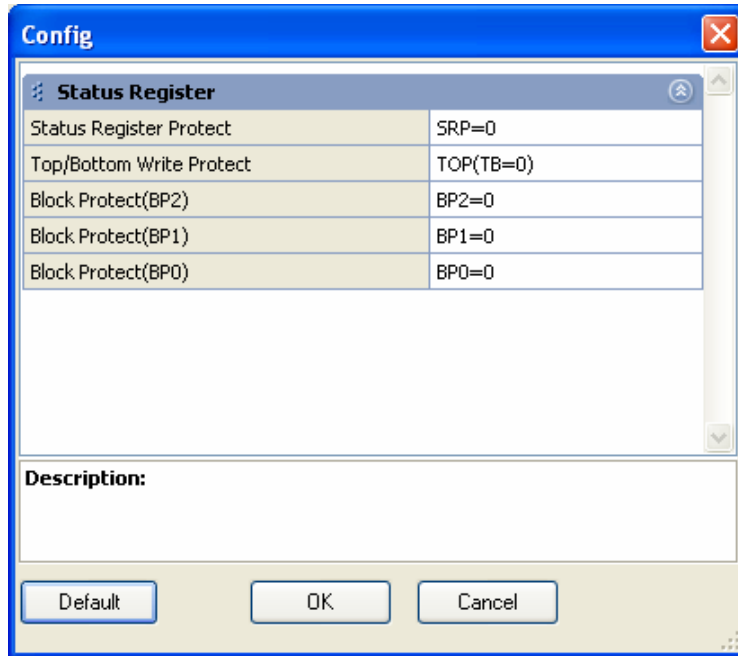 Config
Status Register
Status Register Protect SRP=0
Top/Bottom Write Protect TOP(TB=0)
Block Protect(BP2) BP2=0
Block Protect(BP1) BP1=0
Block Protect(BP0) BP0=0
Description:
Default OK Cancel